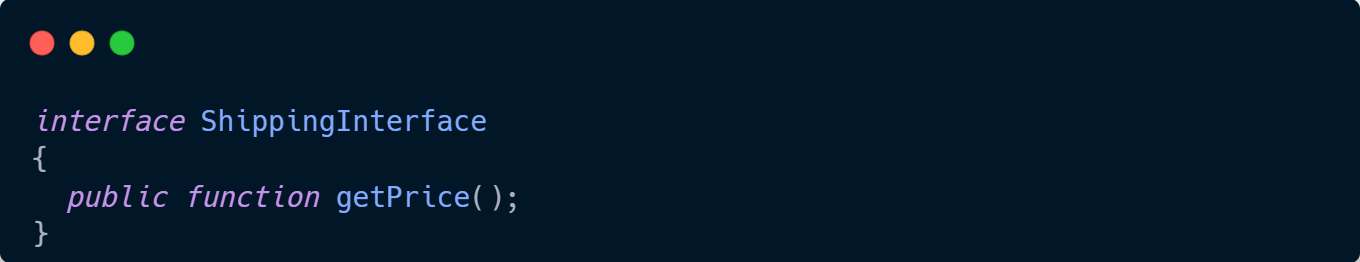 interface ShippingInterface
{
  public function getPrice();
}